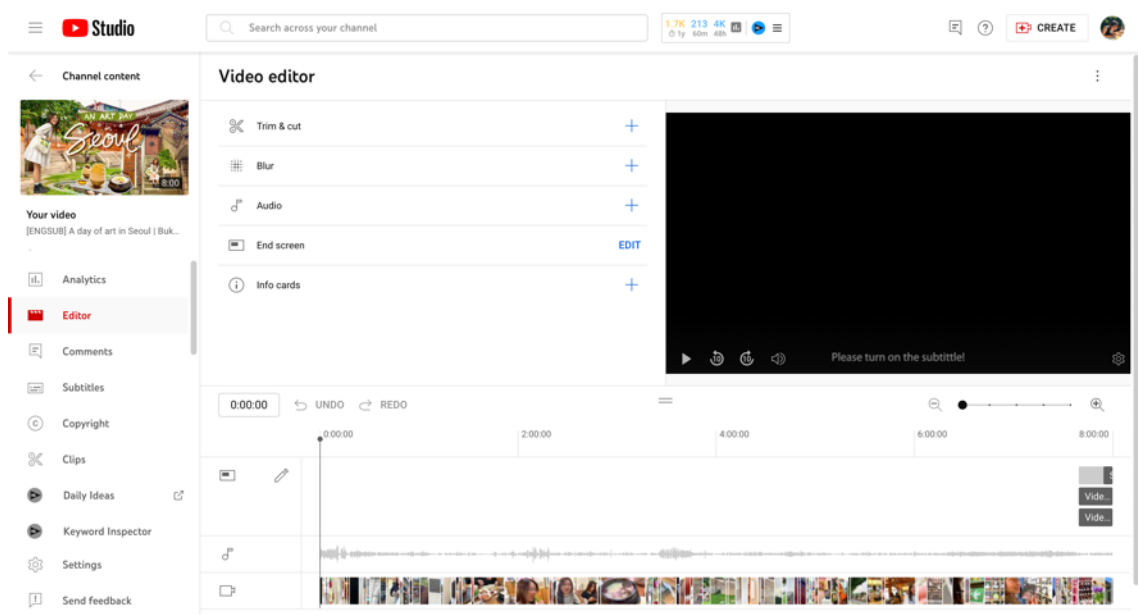 Studio
Search across your channel
1.7K 213 4K
1y 60m 48h
CREATE
Channel content
AN ART DAY
Seoul
8:00
Your video
[ENGSUB] A day of art in Seoul | Buk...
Analytics
Editor
Comments
Subtitles
Copyright
Clips
Daily Ideas
Keyword Inspector
Settings
Send feedback
Video editor
Trim & cut
Blur
Audio
End screen
EDIT
Info cards
10 10
Please turn on the subtittle!
0:00:00
UNDO
REDO
0:00:00 2:00:00 4:00:00 6:00:00 8:00:00
Vide...
Vide...